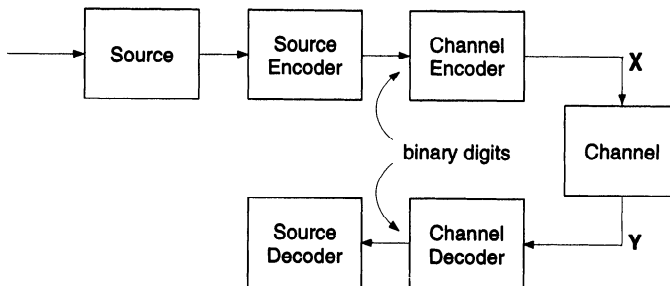 Source
Source
Encoder
Channel
Encoder
X
binary digits
Channel
Source
Decoder
Channel
Decoder
Y